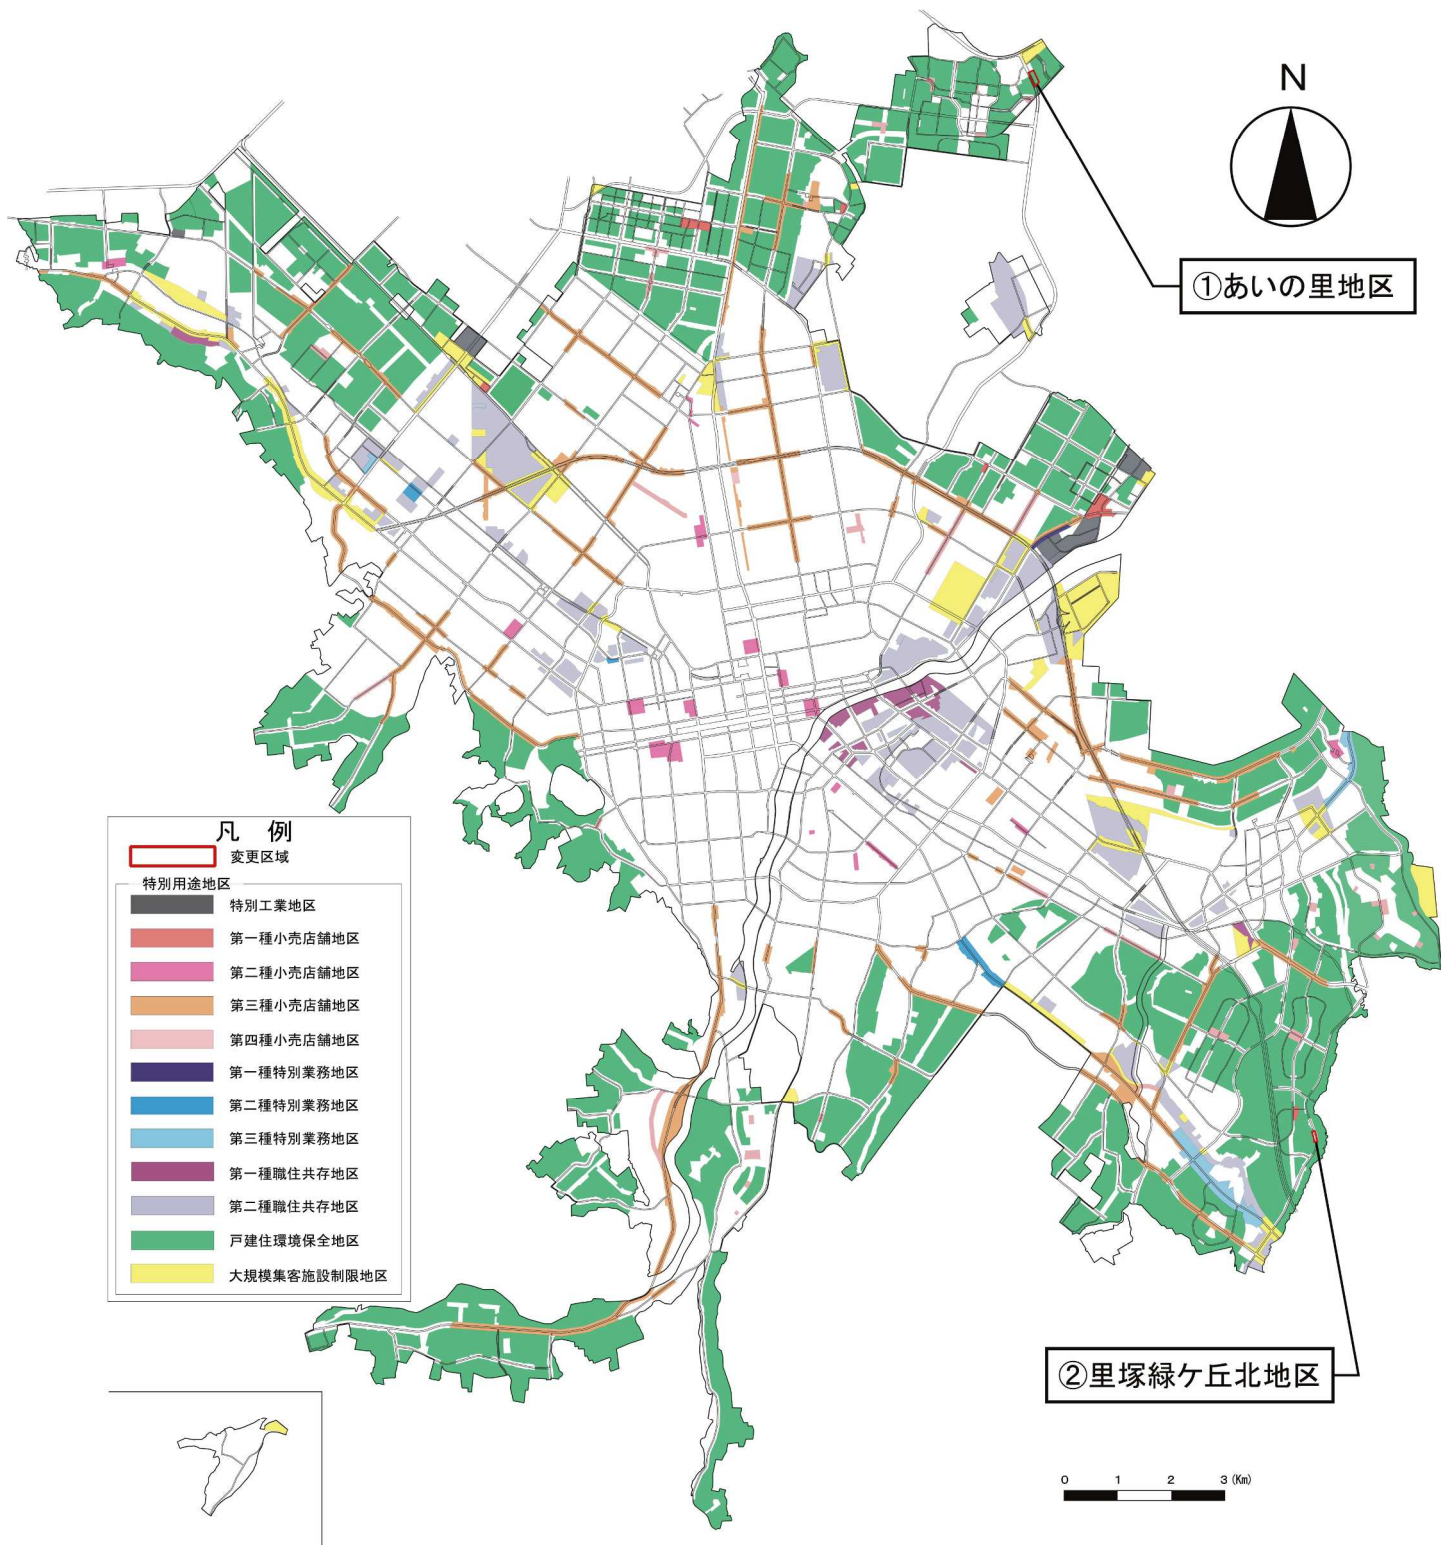 N
①あいの里地区
凡 例
変更区域
特別用途地区
特別工業地区
第一種小売店舗地区
第二種小売店舗地区
第三種小売店舗地区
第四種小売店舗地区
第一種特別業務地区
第二種特別業務地区
第三種特別業務地区
第一種職住共存地区
第二種職住共存地区
戸建住環境保全地区
大規模集客施設制限地区
②里塚緑ケ丘北地区
0 1 2 3 (Km)